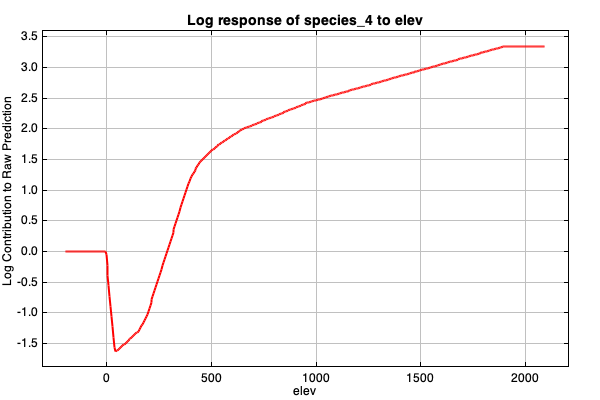 Log response of species_4 to elev
Log Contribution to Raw Prediction
3.5
3.0
2.5
2.0
1.5
1.0
0.5
0.0
-0.5
-1.0
-1.5
0 500 1000 1500 2000
elev